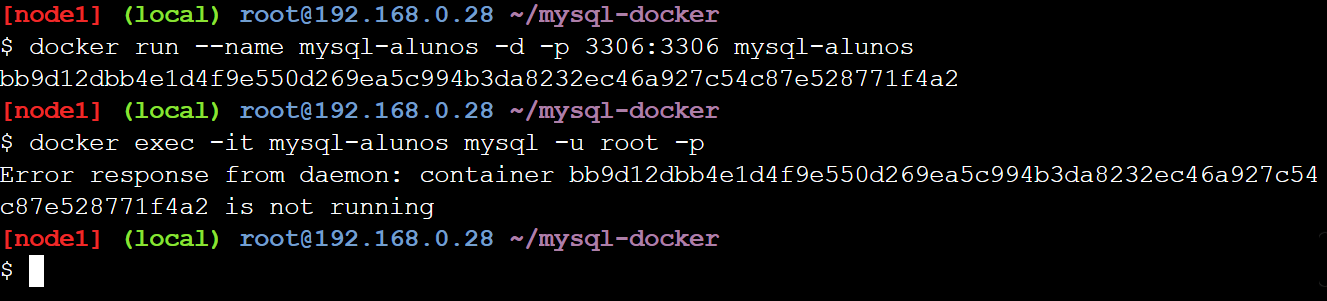 [node1] (local) root@192.168.0.28 ~/mysql-docker
$ docker run --name mysql-alunos -d -p 3306:3306 mysql-alunos
bb9d12dbb4e1d4f9e550d269ea5c994b3da8232ec46a927c54c87e528771f4a2
[node1] (local) root@192.168.0.28 ~/mysql-docker
$ docker exec -it mysql-alunos mysql -u root -p
Error response from daemon: container bb9d12dbb4e1d4f9e550d269ea5c994b3da8232ec46a927c54
c87e528771f4a2 is not running
[node1] (local) root@192.168.0.28 ~/mysql-docker
$